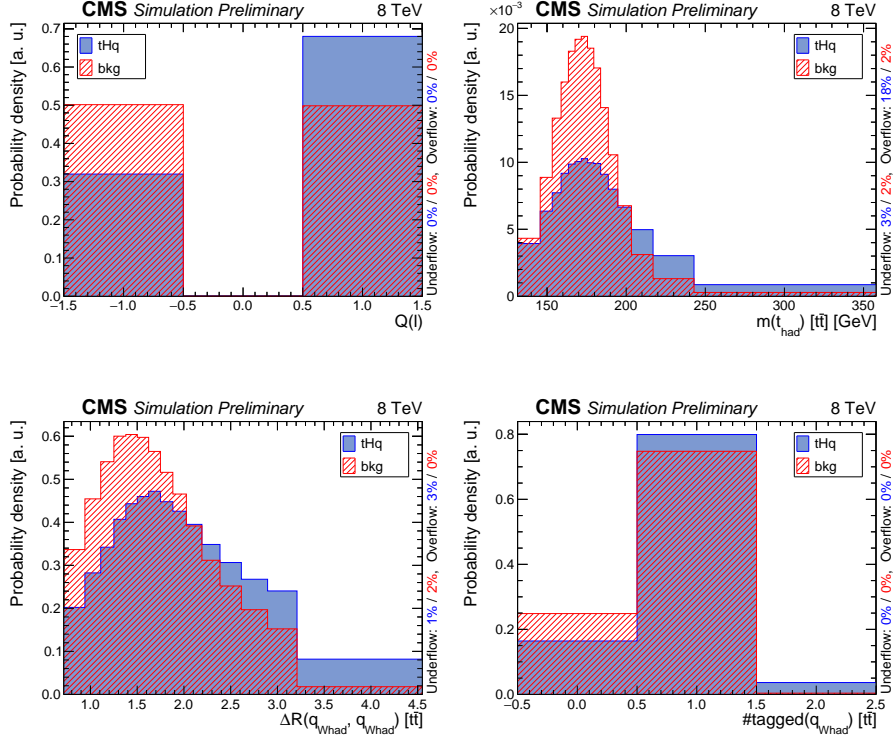 CMS Simulation Preliminary 8 TeV
Probability density [a. u.]
0.7
0.6
0.5
0.4
0.3
0.2
0.1
0.0
tHq
bkg
−1.5 −1.0 −0.5 0.0 0.5 1.0 1.5
Q(l)
Underflow: 0% / 0%, Overflow: 0% / 0%
CMS Simulation Preliminary 8 TeV
×10⁻³
Probability density [a. u.]
20
15
10
5
0
tHq
bkg
150 200 250 300 350
m(t_had) [tt̄] [GeV]
Underflow: 3% / 2%, Overflow: 18% / 2%
CMS Simulation Preliminary 8 TeV
Probability density [a. u.]
0.6
0.5
0.4
0.3
0.2
0.1
0.0
tHq
bkg
1.0 1.5 2.0 2.5 3.0 3.5 4.0 4.5
ΔR(q_Whad, q_Whad) [tt̄]
Underflow: 1% / 2%, Overflow: 3% / 0%
CMS Simulation Preliminary 8 TeV
Probability density [a. u.]
0.8
0.6
0.4
0.2
0.0
tHq
bkg
−0.5 0.0 0.5 1.0 1.5 2.0 2.5
#tagged(q_Whad) [tt̄]
Underflow: 0% / 0%, Overflow: 0% / 0%